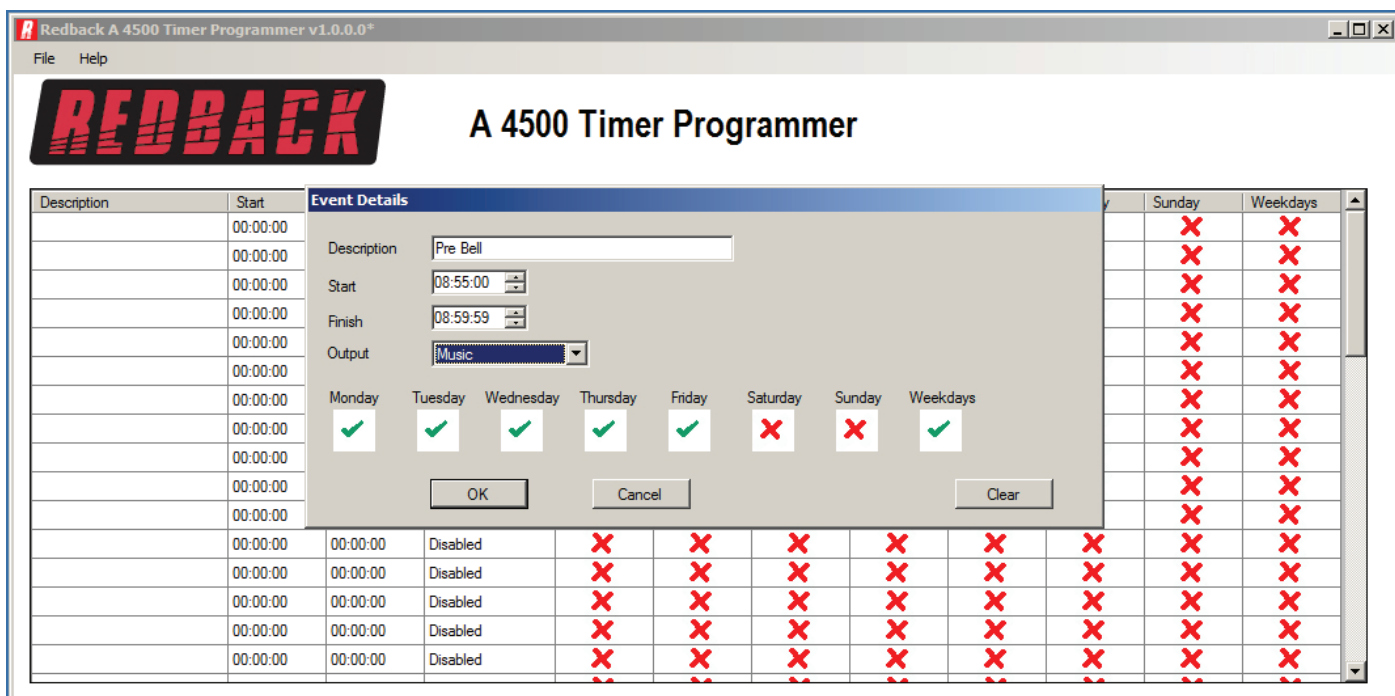 Redback A 4500 Timer Programmer v1.0.0.0*
File Help
REDBACK
A 4500 Timer Programmer
Description Start y Sunday Weekdays
Event Details
00:00:00
00:00:00
00:00:00
00:00:00
00:00:00
00:00:00
00:00:00
00:00:00
00:00:00
00:00:00
00:00:00
Description Pre Bell
Start 08:55:00
Finish 08:59:59
Output Music
Monday Tuesday Wednesday Thursday Friday Saturday Sunday Weekdays
OK Cancel Clear
00:00:00 00:00:00 Disabled
00:00:00 00:00:00 Disabled
00:00:00 00:00:00 Disabled
00:00:00 00:00:00 Disabled
00:00:00 00:00:00 Disabled